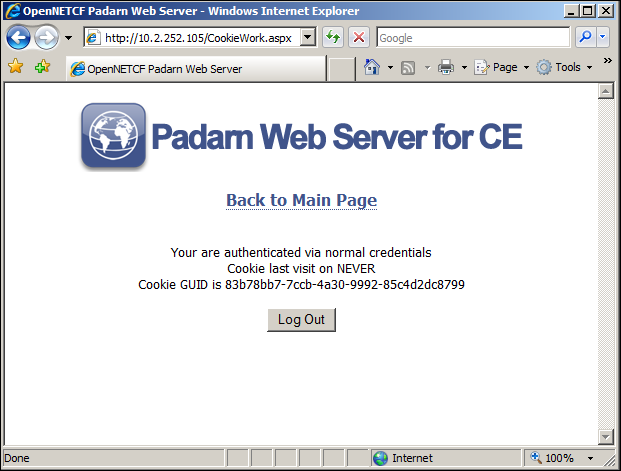 OpenNETCF Padarn Web Server - Windows Internet Explorer
http://10.2.252.105/CookieWork.aspx
Google
OpenNETCF Padarn Web Server
Page
Tools
Padarn Web Server for CE
Back to Main Page
Your are authenticated via normal credentials
Cookie last visit on NEVER
Cookie GUID is 83b78bb7-7ccb-4a30-9992-85c4d2dc8799
Log Out
Done
Internet
100%